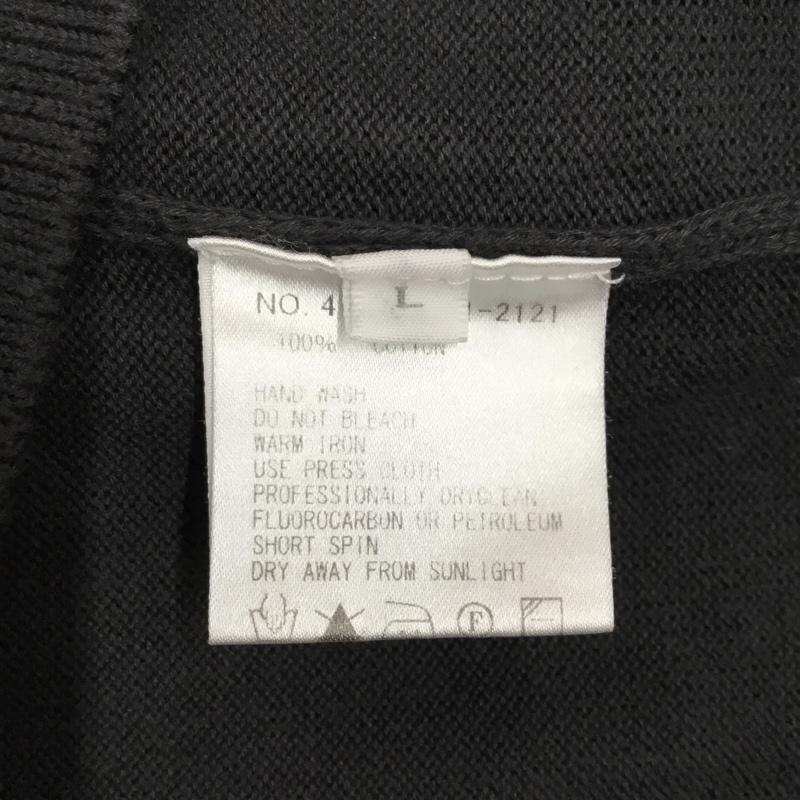 L
NO. 4 1-2121
100% COTTON
HAND WASH
DO NOT BLEACH
WARM IRON
USE PRESS CLOTH
PROFESSIONALLY DRYCLEAN
FLUOROCARBON OR PETROLEUM
SHORT SPIN
DRY AWAY FROM SUNLIGHT
F